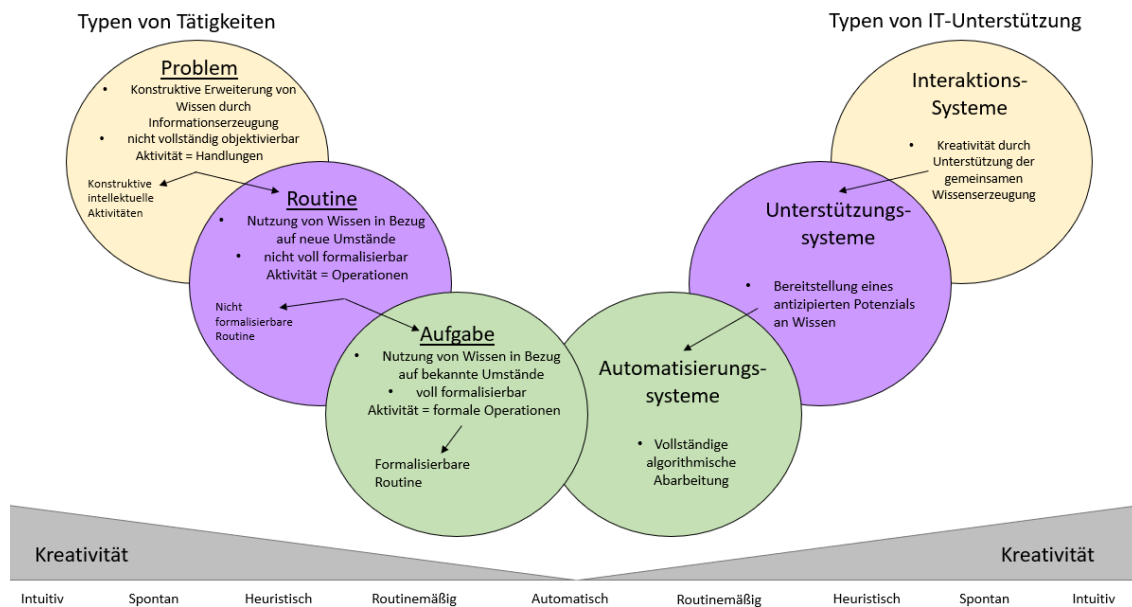 Typen von Tätigkeiten
Problem
• Konstruktive Erweiterung von
Wissen durch
Informationserzeugung
• nicht vollständig objektivierbar
Aktivität = Handlungen
Konstruktive
intellektuelle
Aktivitäten
Routine
• Nutzung von Wissen in Bezug
auf neue Umstände
• nicht voll formalisierbar
Aktivität = Operationen
Nicht
formalisierbare
Routine
Aufgabe
• Nutzung von Wissen in Bezug
auf bekannte Umstände
• voll formalisierbar
Aktivität = formale Operationen
Formalisierbare
Routine
Typen von IT-Unterstützung
Interaktions-
Systeme
• Kreativität durch
Unterstützung der
gemeinsamen
Wissenserzeugung
Unterstützungs-
systeme
• Bereitstellung eines
antizipierten Potenzials
an Wissen
Automatisierungs-
systeme
• Vollständige
algorithmische
Abarbeitung
Kreativität
Kreativität
Intuitiv Spontan Heuristisch Routinemäßig Automatisch Routinemäßig Heuristisch Spontan Intuitiv